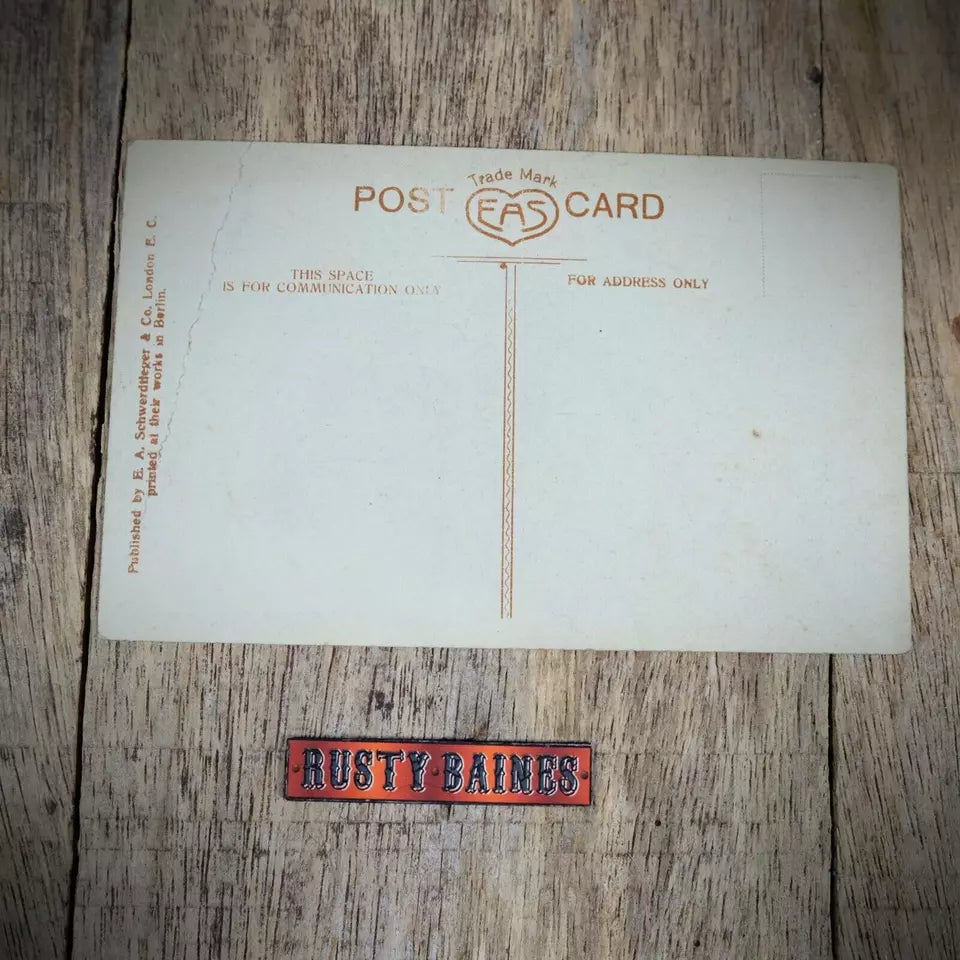 Trade Mark
POST EAS CARD
THIS SPACE
IS FOR COMMUNICATION ONLY
FOR ADDRESS ONLY
Published by E. A. Schwerdtfeger & Co. London E. C.
printed at their works in Berlin.
RUSTY BAINES